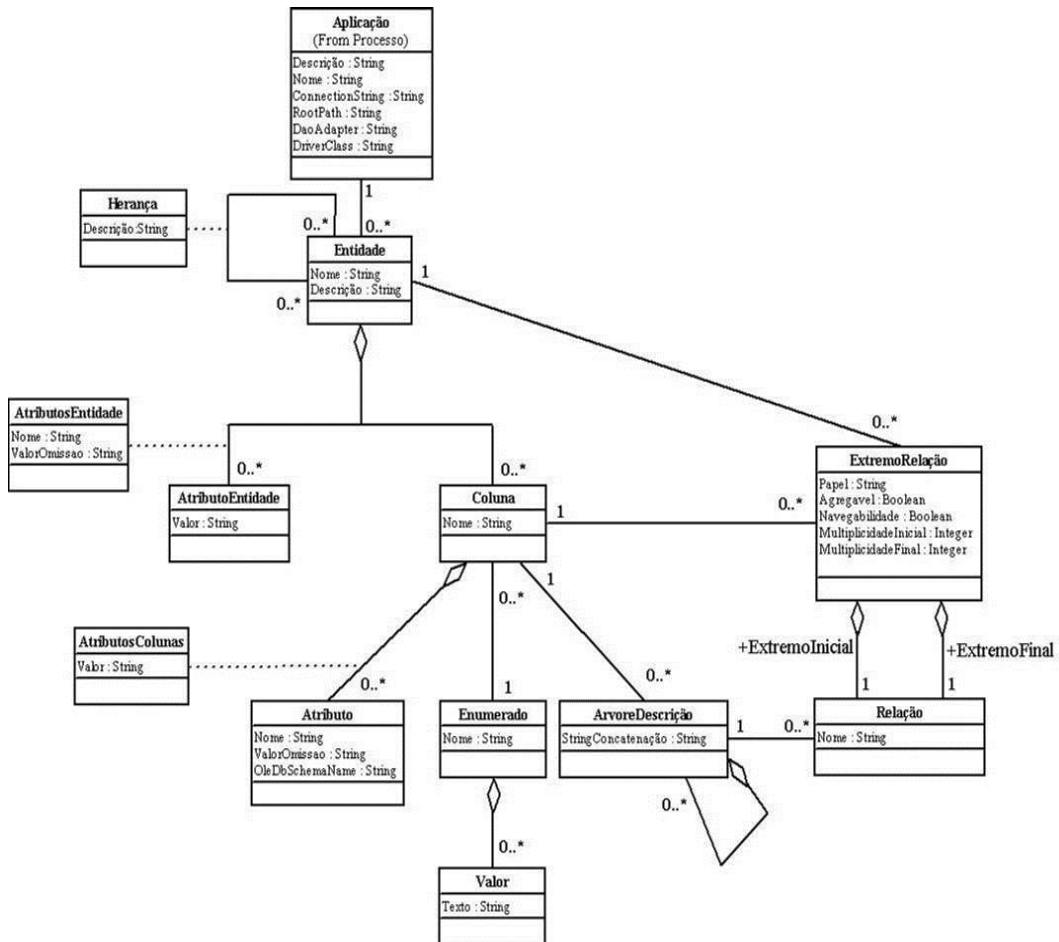 Aplicação
(From Processo)
Descrição : String
Nome : String
ConnectionString : String
RootPath : String
DaoAdapter : String
DriverClass : String
1
0..*
Herança
Descrição:String
0..*
0..*
Entidade
Nome : String
Descrição : String
1
0..*
AtributosEntidade
Nome : String
ValorOmissao : String
0..*
AtributoEntidade
Valor : String
0..*
Coluna
Nome : String
1
0..*
ExtremoRelação
Papel : String
Agregavel : Boolean
Navegabilidade : Boolean
MultiplicidadeInicial : Integer
MultiplicidadeFinal : Integer
0..*
1
+ExtremoInicial
+ExtremoFinal
1
1
AtributosColunas
Valor : String
0..*
1
0..*
Atributo
Nome : String
ValorOmissao : String
OleDbSchemaName : String
Enumerado
Nome : String
ArvoreDescrição
StringConcatenação : String
1
0..*
Relação
Nome : String
0..*
0..*
Valor
Texto : String